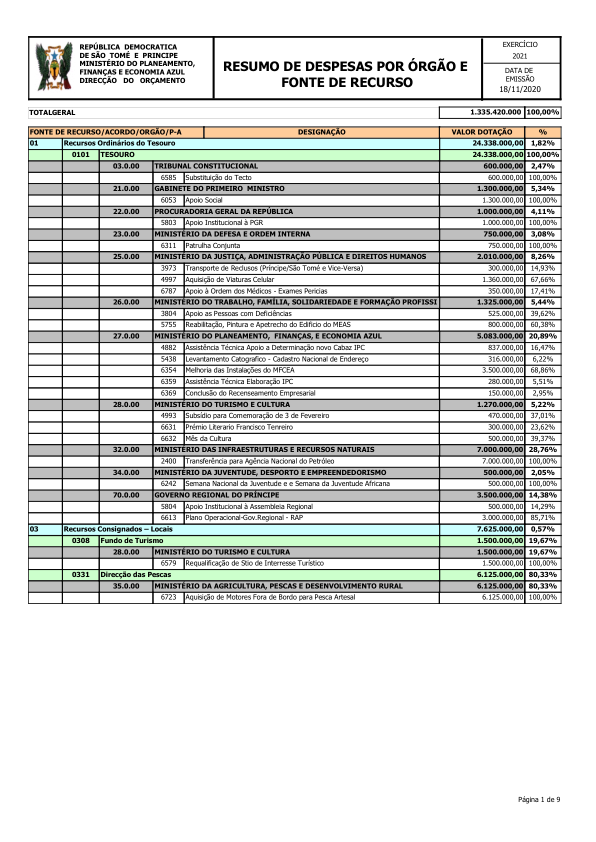 REPÚBLICA DEMOCRATICA
DE SÃO TOMÉ E PRINCIPE
MINISTÉRIO DO PLANEAMENTO,
FINANÇAS E ECONOMIA AZUL
DIRECÇÃO DO ORÇAMENTO
RESUMO DE DESPESAS POR ÓRGÃO E
FONTE DE RECURSO
EXERCÍCIO
2021
DATA DE
EMISSÃO
18/11/2020
TOTALGERAL 1.335.420.000 100,00%
FONTE DE RECURSO/ACORDO/ORGÃO/P-A DESIGNAÇÃO VALOR DOTAÇÃO %
01 Recursos Ordinários do Tesouro 24.338.000,00 1,82%
0101 TESOURO 24.338.000,00 100,00%
03.0.00 TRIBUNAL CONSTITUCIONAL 600.000,00 2,47%
6585 Substituição do Tecto 600.000,00 100,00%
21.0.00 GABINETE DO PRIMEIRO MINISTRO 1.300.000,00 5,34%
6053 Apoio Social 1.300.000,00 100,00%
22.0.00 PROCURADORIA GERAL DA REPÚBLICA 1.000.000,00 4,11%
5803 Apoio Institucional à PGR 1.000.000,00 100,00%
23.0.00 MINISTÉRIO DA DEFESA E ORDEM INTERNA 750.000,00 3,08%
6311 Patrulha Conjunta 750.000,00 100,00%
25.0.00 MINISTÉRIO DA JUSTIÇA, ADMINISTRAÇÃO PÚBLICA E DIREITOS HUMANOS 2.010.000,00 8,26%
3973 Transporte de Reclusos (Príncipe/São Tomé e Vice-Versa) 300.000,00 14,93%
4997 Aquisição de Viaturas Celular 1.360.000,00 67,66%
6787 Apoio à Ordem dos Médicos - Exames Pericias 350.000,00 17,41%
26.0.00 MINISTÉRIO DO TRABALHO, FAMÍLIA, SOLIDARIEDADE E FORMAÇÃO PROFISSI 1.325.000,00 5,44%
3804 Apoio as Pessoas com Deficiências 525.000,00 39,62%
5755 Reabilitação, Pintura e Apetrecho do Edificio do MEAS 800.000,00 60,38%
27.0.00 MINISTÉRIO DO PLANEAMENTO, FINANÇAS, E ECONOMIA AZUL 5.083.000,00 20,89%
4882 Assistência Técnica Apoio a Determinação novo Cabaz IPC 837.000,00 16,47%
5438 Levantamento Catografico - Cadastro Nacional de Endereço 316.000,00 6,22%
6354 Melhoria das Instalações do MFCEA 3.500.000,00 68,86%
6359 Assistência Técnica Elaboração IPC 280.000,00 5,51%
6369 Conclusão do Recenseamento Empresarial 150.000,00 2,95%
28.0.00 MINISTÉRIO DO TURISMO E CULTURA 1.270.000,00 5,22%
4993 Subsídio para Comemoração de 3 de Fevereiro 470.000,00 37,01%
6631 Prémio Literario Francisco Tenreiro 300.000,00 23,62%
6632 Mês da Cultura 500.000,00 39,37%
32.0.00 MINISTÉRIO DAS INFRAESTRUTURAS E RECURSOS NATURAIS 7.000.000,00 28,76%
2400 Transferência para Agência Nacional do Petróleo 7.000.000,00 100,00%
34.0.00 MINISTÉRIO DA JUVENTUDE, DESPORTO E EMPREENDEDORISMO 500.000,00 2,05%
6242 Semana Nacional da Juventude e e Semana da Juventude Africana 500.000,00 100,00%
70.0.00 GOVERNO REGIONAL DO PRÍNCIPE 3.500.000,00 14,38%
5804 Apoio Institucional à Assembleia Regional 500.000,00 14,29%
6613 Plano Operacional-Gov.Regional - RAP 3.000.000,00 85,71%
03 Recursos Consignados – Locais 7.625.000,00 0,57%
0308 Fundo de Turismo 1.500.000,00 19,67%
28.0.00 MINISTÉRIO DO TURISMO E CULTURA 1.500.000,00 19,67%
6579 Requalificação de Stio de Interresse Turístico 1.500.000,00 100,00%
0331 Direcção das Pescas 6.125.000,00 80,33%
35.0.00 MINISTÉRIO DA AGRICULTURA, PESCAS E DESENVOLVIMENTO RURAL 6.125.000,00 80,33%
6723 Aquisição de Motores Fora de Bordo para Pesca Artesal 6.125.000,00 100,00%
Página 1 de 9